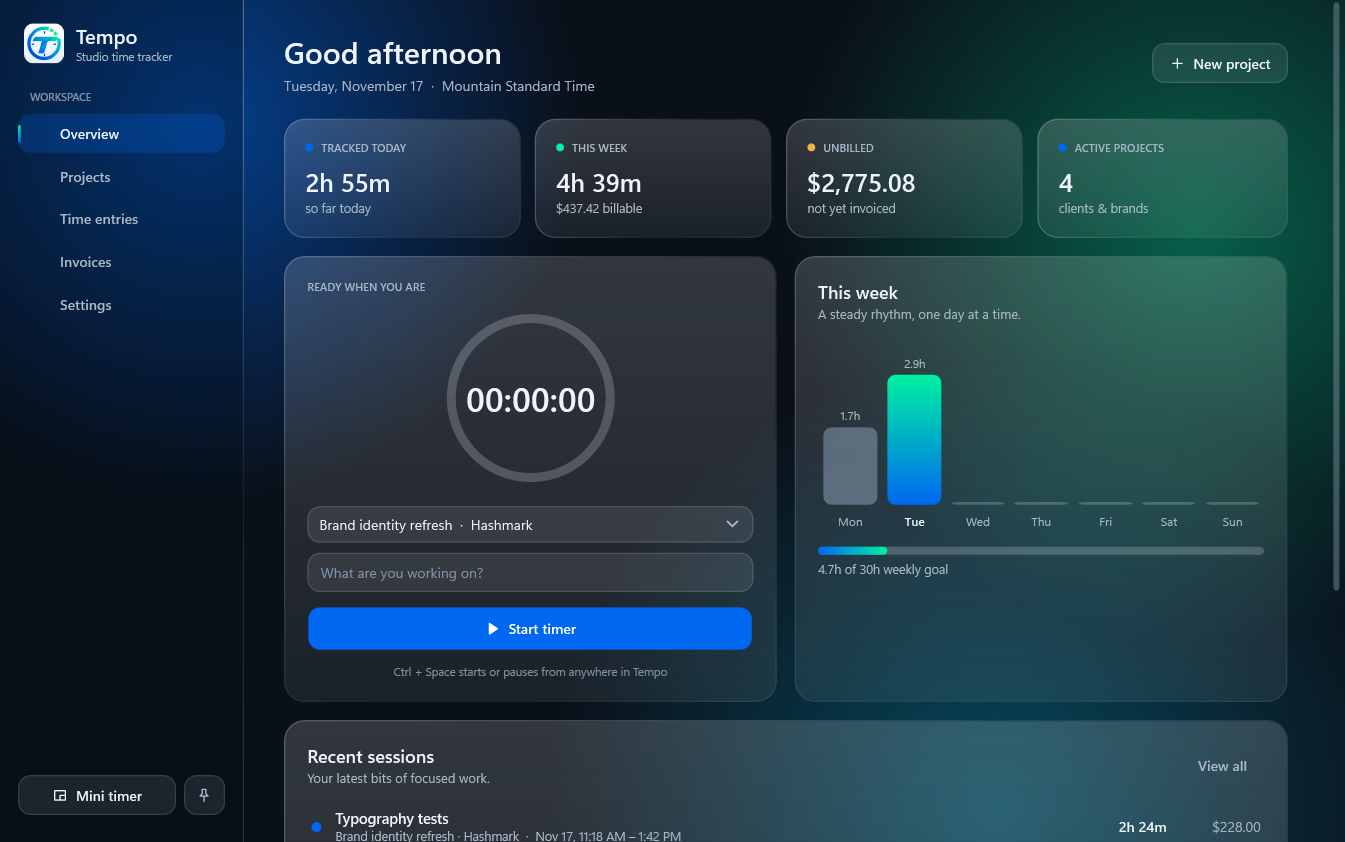 Tempo
Studio time tracker
WORKSPACE
Overview
Projects
Time entries
Invoices
Settings
Mini timer
Good afternoon
Tuesday, November 17 · Mountain Standard Time
New project
TRACKED TODAY
2h 55m
so far today
THIS WEEK
4h 39m
$437.42 billable
UNBILLED
$2,775.08
not yet invoiced
ACTIVE PROJECTS
4
clients & brands
READY WHEN YOU ARE
00:00:00
Brand identity refresh · Hashmark
What are you working on?
Start timer
Ctrl + Space starts or pauses from anywhere in Tempo
This week
A steady rhythm, one day at a time.
2.9h
1.7h
Mon Tue Wed Thu Fri Sat Sun
4.7h of 30h weekly goal
Recent sessions
Your latest bits of focused work.
View all
Typography tests
Brand identity refresh · Hashmark · Nov 17, 11:18 AM – 1:42 PM
2h 24m
$228.00